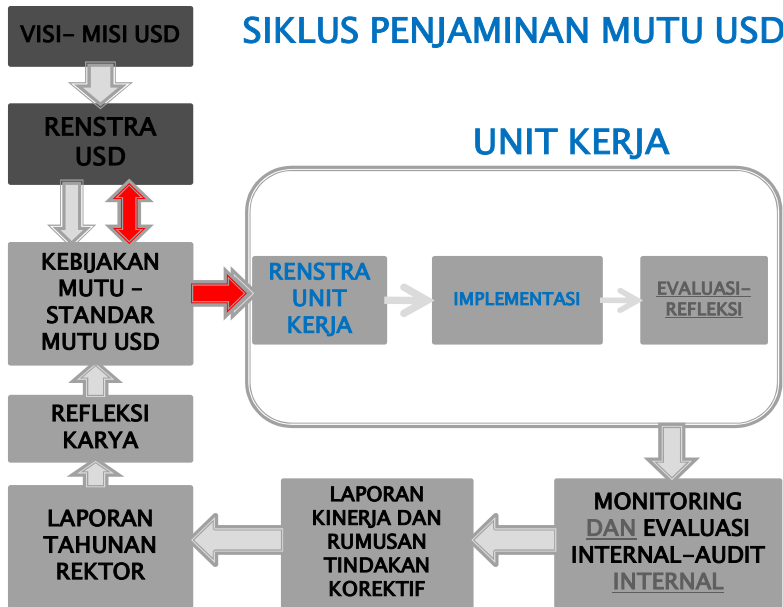 VISI- MISI USD
SIKLUS PENJAMINAN MUTU USD
RENSTRA
USD
UNIT KERJA
KEBIJAKAN
MUTU –
STANDAR
MUTU USD
RENSTRA
UNIT
KERJA
IMPLEMENTASI
EVALUASI-
REFLEKSI
REFLEKSI
KARYA
LAPORAN
TAHUNAN
REKTOR
LAPORAN
KINERJA DAN
RUMUSAN
TINDAKAN
KOREKTIF
MONITORING
DAN EVALUASI
INTERNAL-AUDIT
INTERNAL